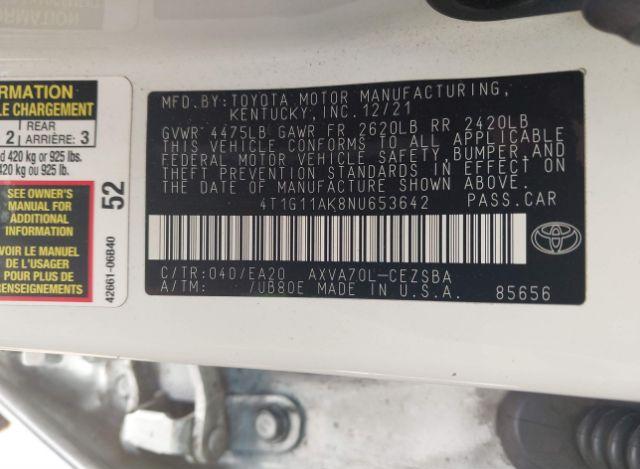 ORMATION
LE CHARGEMENT
2 REAR ARRIÈRE: 3
d 420 kg or 925 lbs.
420 kg ou 925 lb.
SEE OWNER'S
MANUAL FOR
ADDITIONAL
INFORMATION
VOIR LE MANUEL
DE L'USAGER
POUR PLUS DE
RENSEIGNEMENTS
52
42661-06B40
MFD. BY: TOYOTA MOTOR MANUFACTURING,
KENTUCKY, INC. 12/21
GVWR 4475LB GAWR FR 2620LB RR 2420LB
THIS VEHICLE CONFORMS TO ALL APPLICABLE
FEDERAL MOTOR VEHICLE SAFETY, BUMPER, AND
THEFT PREVENTION STANDARDS IN EFFECT ON
THE DATE OF MANUFACTURE SHOWN ABOVE.
4T1G11AK8NU653642 PASS.CAR
C/TR: 040/EA20 AXVA70L-CEZSBA
A/TM: /UB80E MADE IN U.S.A. 85656